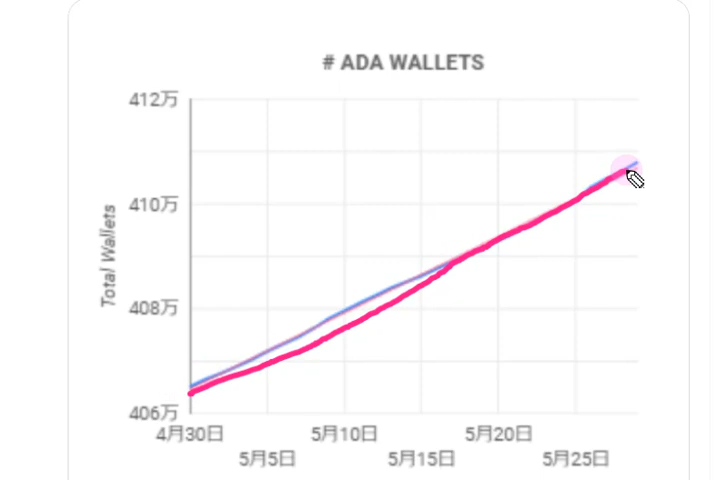 # ADA WALLETS
412万
410万
408万
406万
Total Wallets
4月30日
5月10日
5月20日
5月5日
5月15日
5月25日